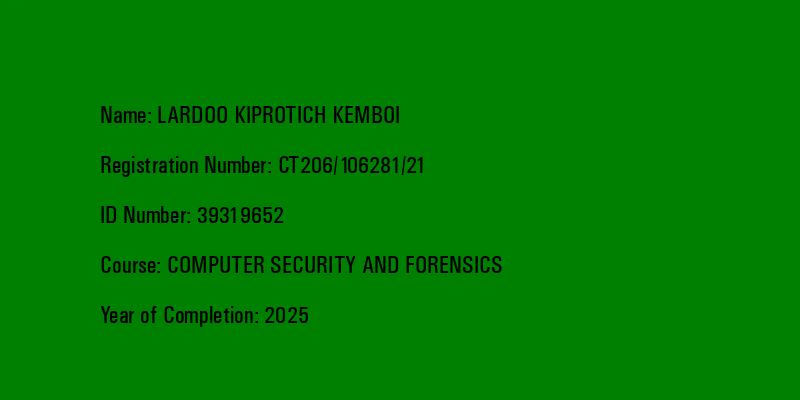 Name: LARDOO KIPROTICH KEMBOI
Registration Number: CT206/106281/21
ID Number: 39319652
Course: COMPUTER SECURITY AND FORENSICS
Year of Completion: 2025